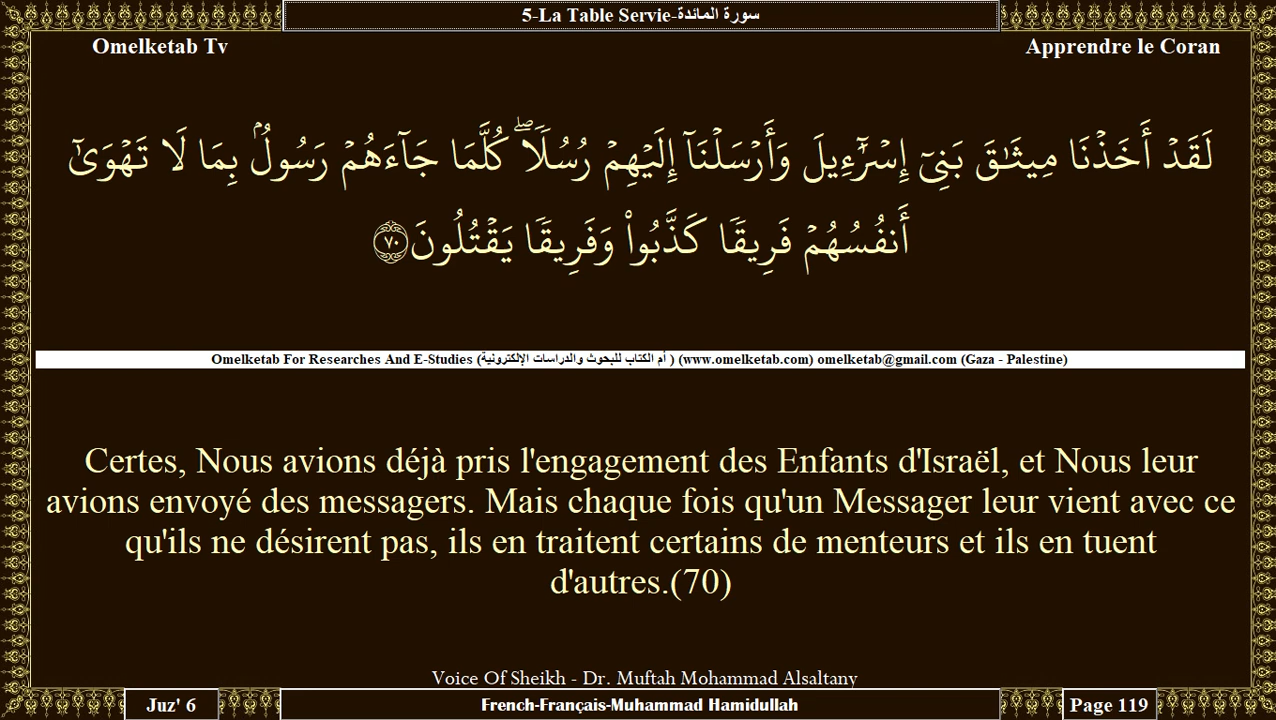 5-La Table Servie-سورة المائدة
Omelketab Tv
Apprendre le Coran
لَقَدْ أَخَذْنَا مِيثَٰقَ بَنِىٓ إِسْرَٰٓءِيلَ وَأَرْسَلْنَآ إِلَيْهِمْ رُسُلًا ۖ كُلَّمَا جَآءَهُمْ رَسُولٌۢ بِمَا لَا تَهْوَىٰٓ
أَنفُسُهُمْ فَرِيقًا كَذَّبُوا۟ وَفَرِيقًا يَقْتُلُونَ ٧٠
Omelketab For Researches And E-Studies (أم الكتاب للبحوث والدراسات الإلكترونية ) (www.omelketab.com) omelketab@gmail.com (Gaza - Palestine)
Certes, Nous avions déjà pris l'engagement des Enfants d'Israël, et Nous leur
avions envoyé des messagers. Mais chaque fois qu'un Messager leur vient avec ce
qu'ils ne désirent pas, ils en traitent certains de menteurs et ils en tuent
d'autres.(70)
Voice Of Sheikh - Dr. Muftah Mohammad Alsaltany
Juz' 6
French-Français-Muhammad Hamidullah
Page 119